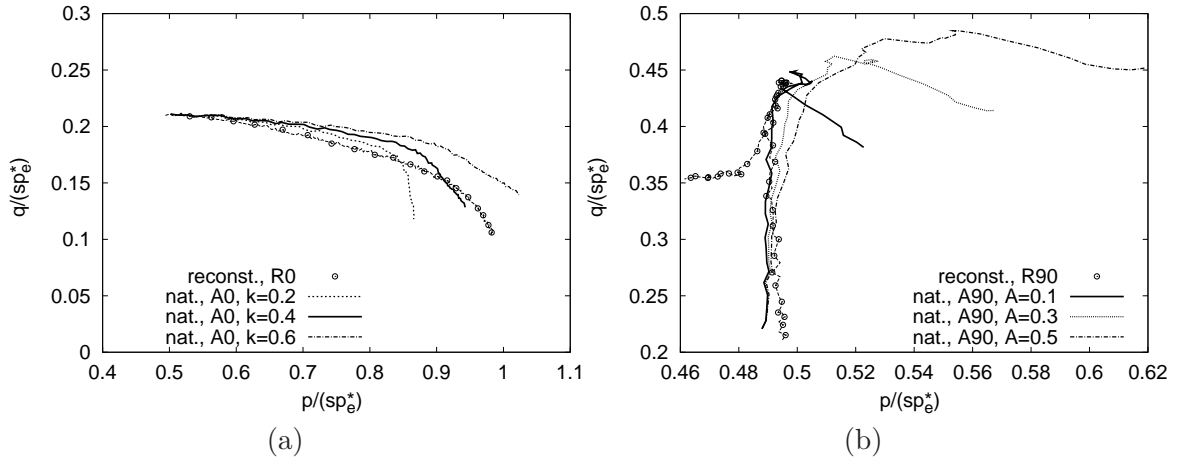 0.3
0.25
0.2
0.15
0.1
0.05
0
q/(sp*e)
reconst., R0
nat., A0, k=0.2
nat., A0, k=0.4
nat., A0, k=0.6
0.4 0.5 0.6 0.7 0.8 0.9 1 1.1
p/(sp*e)
(a)
0.5
0.45
0.4
0.35
0.3
0.25
0.2
q/(sp*e)
reconst., R90
nat., A90, A=0.1
nat., A90, A=0.3
nat., A90, A=0.5
0.46 0.48 0.5 0.52 0.54 0.56 0.58 0.6 0.62
p/(sp*e)
(b)